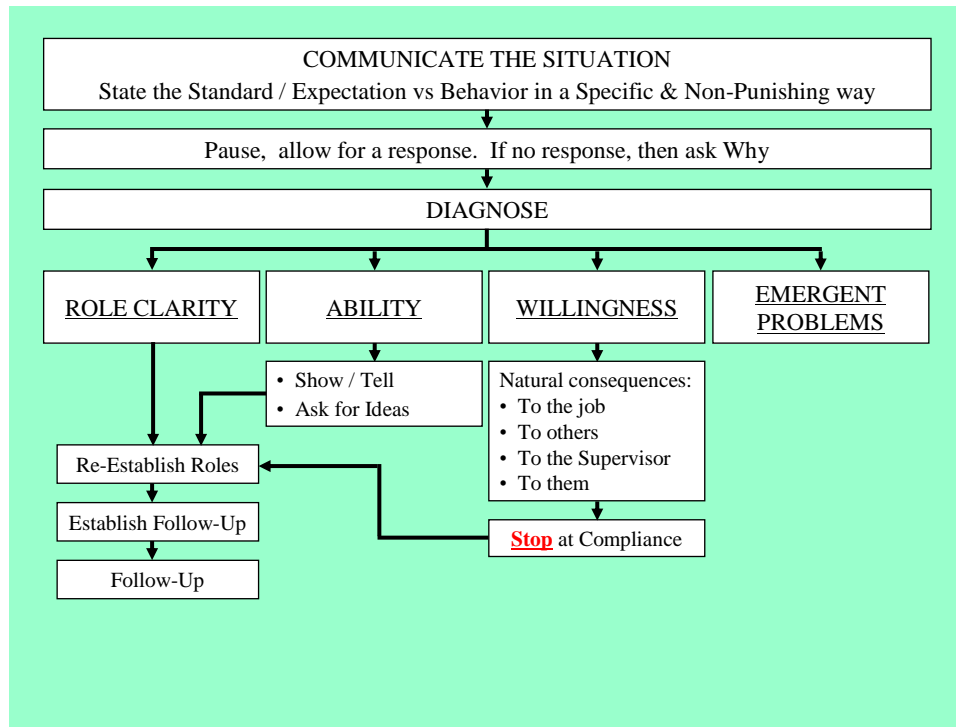 COMMUNICATE THE SITUATION
State the Standard / Expectation vs Behavior in a Specific & Non-Punishing way
Pause, allow for a response. If no response, then ask Why
DIAGNOSE
ROLE CLARITY
ABILITY
WILLINGNESS
EMERGENT
PROBLEMS
• Show / Tell
• Ask for Ideas
Natural consequences:
• To the job
• To others
• To the Supervisor
• To them
Re-Establish Roles
Establish Follow-Up
Stop at Compliance
Follow-Up